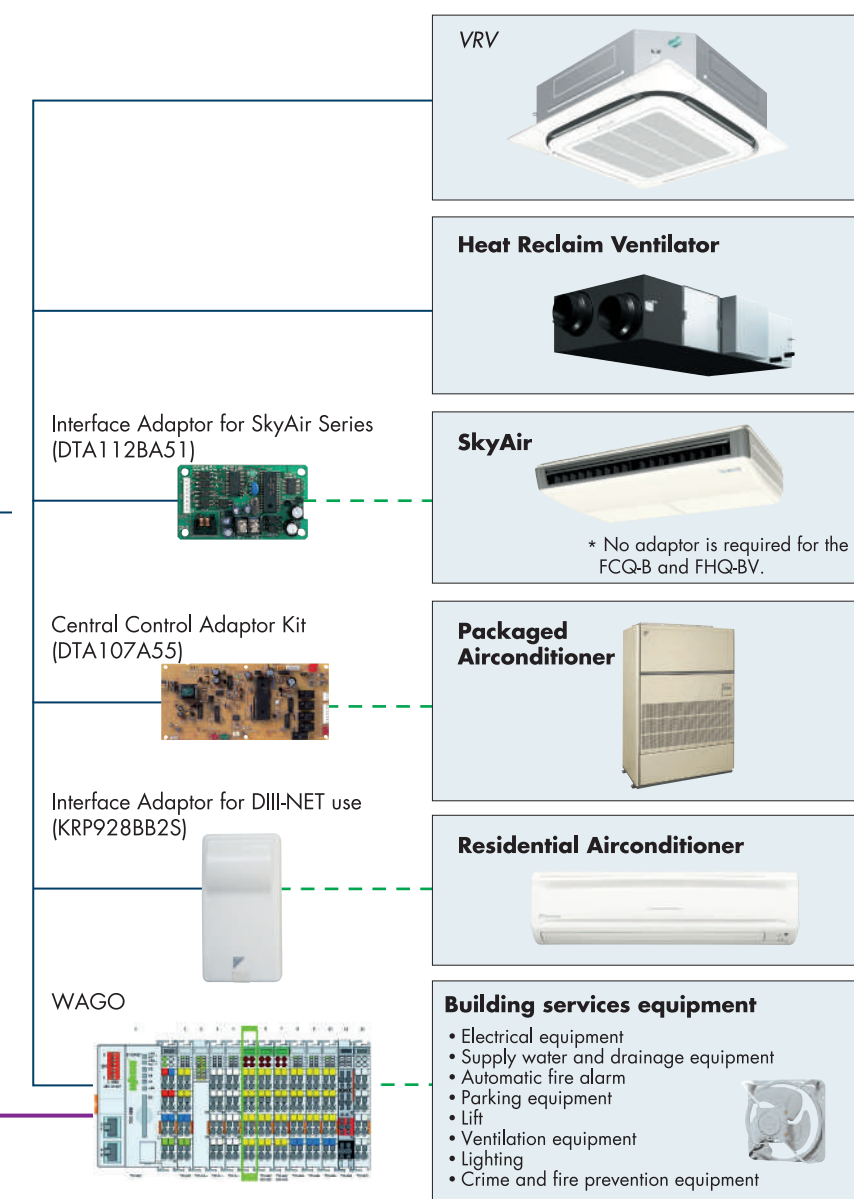 VRV
Heat Reclaim Ventilator
Interface Adaptor for SkyAir Series
(DTA112BA51)
SkyAir
* No adaptor is required for the
FCQ-B and FHQ-BV.
Central Control Adaptor Kit
(DTA107A55)
Packaged
Airconditioner
Interface Adaptor for DIII-NET use
(KRP928BB2S)
Residential Airconditioner
WAGO
Building services equipment
• Electrical equipment
• Supply water and drainage equipment
• Automatic fire alarm
• Parking equipment
• Lift
• Ventilation equipment
• Lighting
• Crime and fire prevention equipment